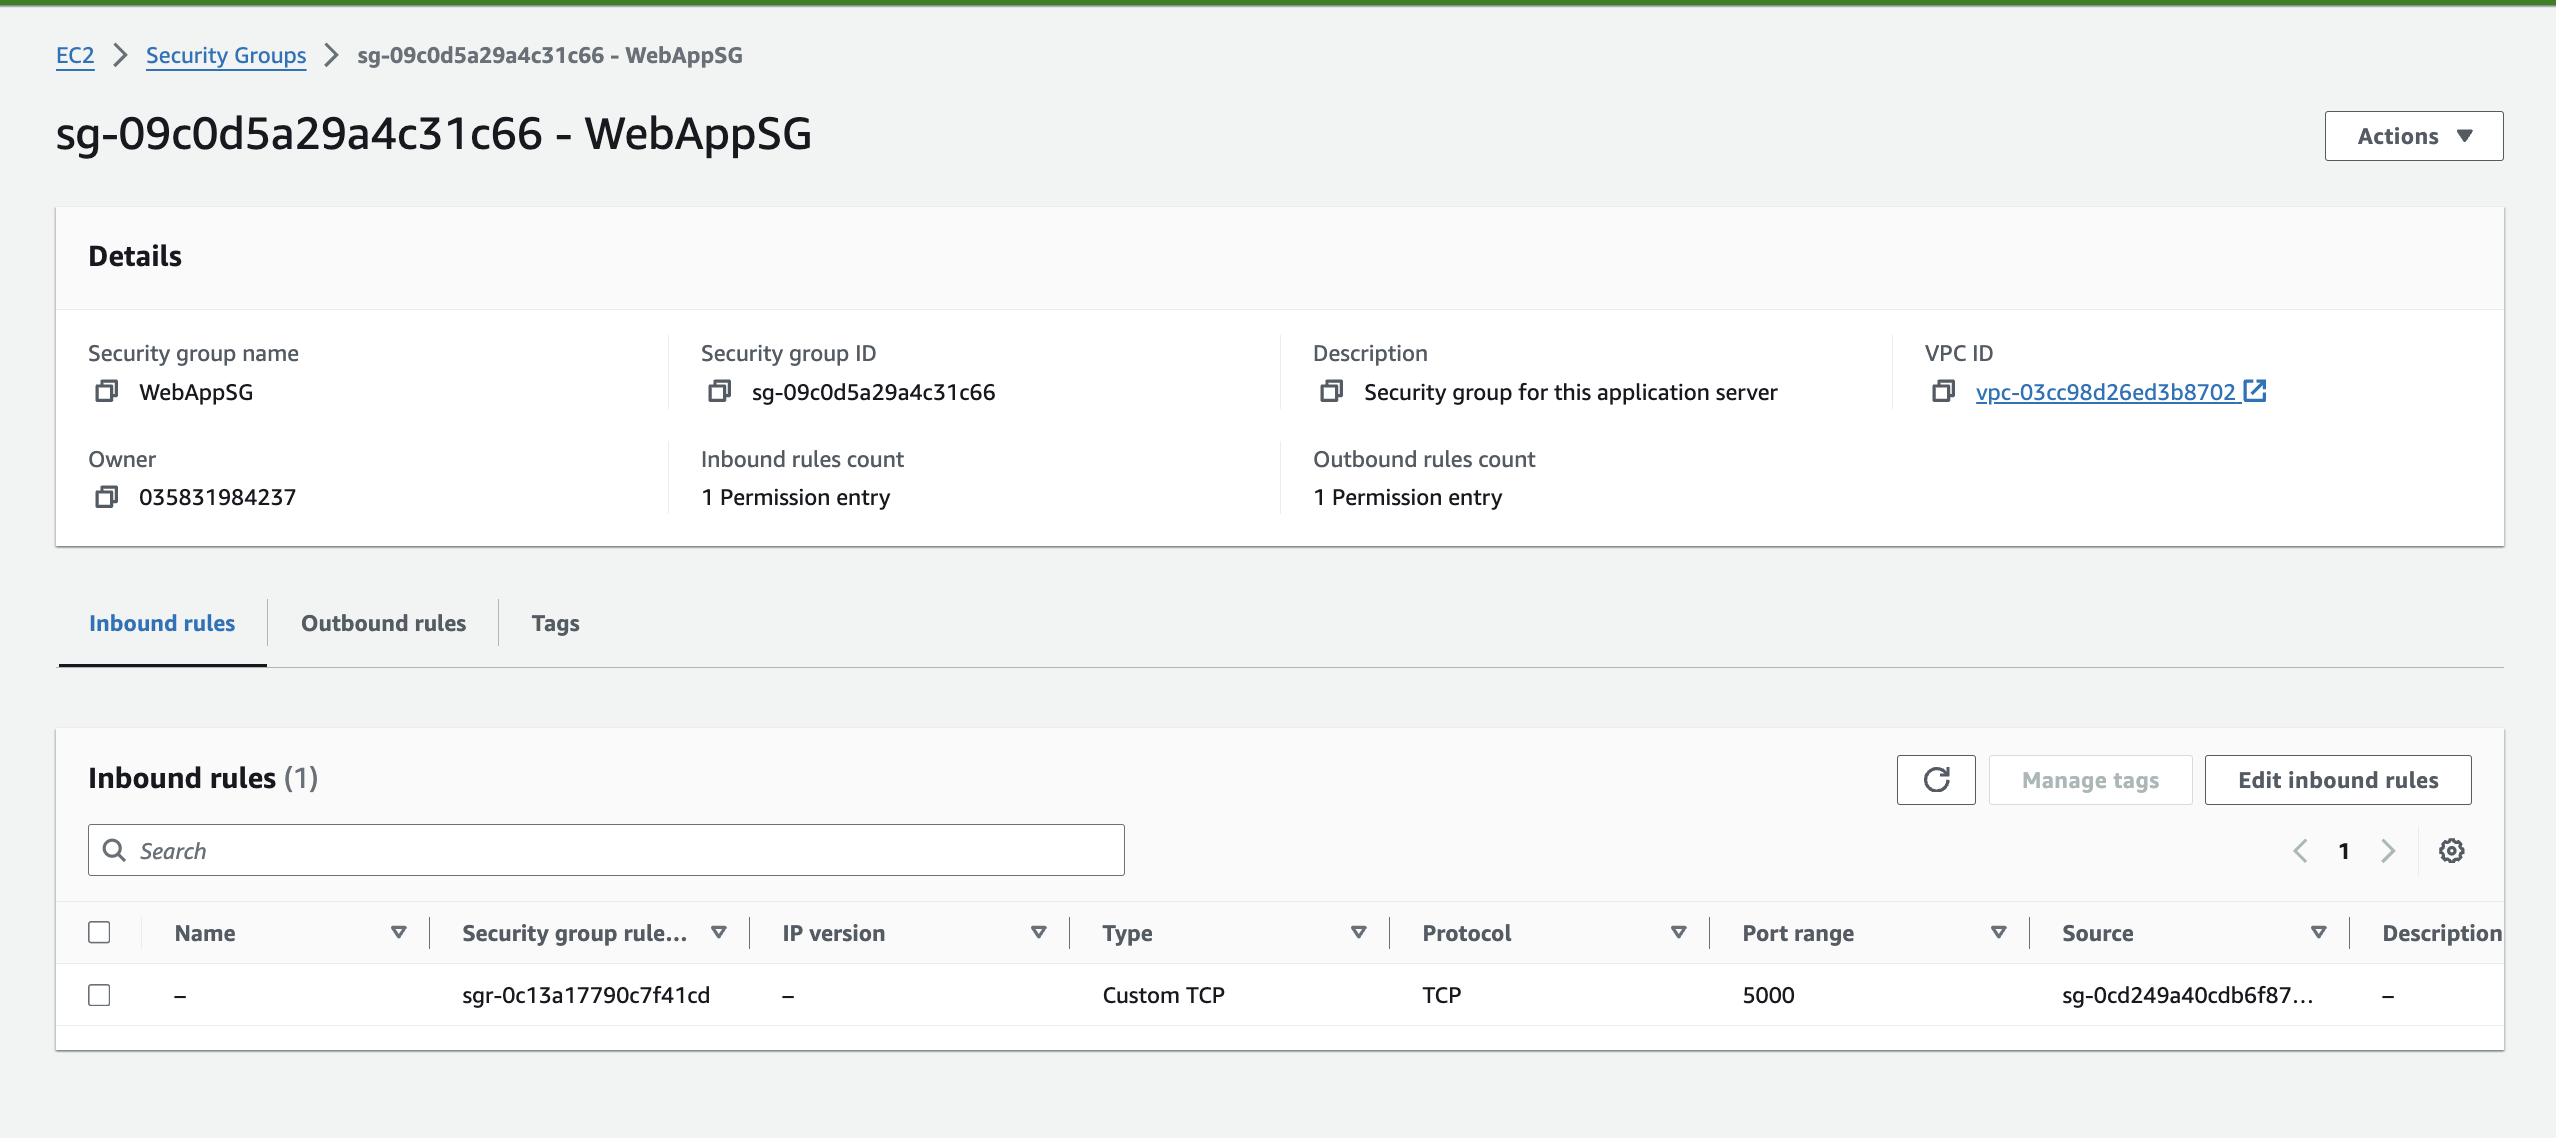 EC2 > Security Groups > sg-09c0d5a29a4c31c66 - WebAppSG
sg-09c0d5a29a4c31c66 - WebAppSG
Actions
Details
Security group name
WebAppSG
Security group ID
sg-09c0d5a29a4c31c66
Description
Security group for this application server
VPC ID
vpc-03cc98d26ed3b8702
Owner
035831984237
Inbound rules count
1 Permission entry
Outbound rules count
1 Permission entry
Inbound rules
Outbound rules
Tags
Inbound rules (1)
Manage tags
Edit inbound rules
Search
1
Name Security group rule... IP version Type Protocol Port range Source Description
– sgr-0c13a17790c7f41cd – Custom TCP TCP 5000 sg-0cd249a40cdb6f87... –